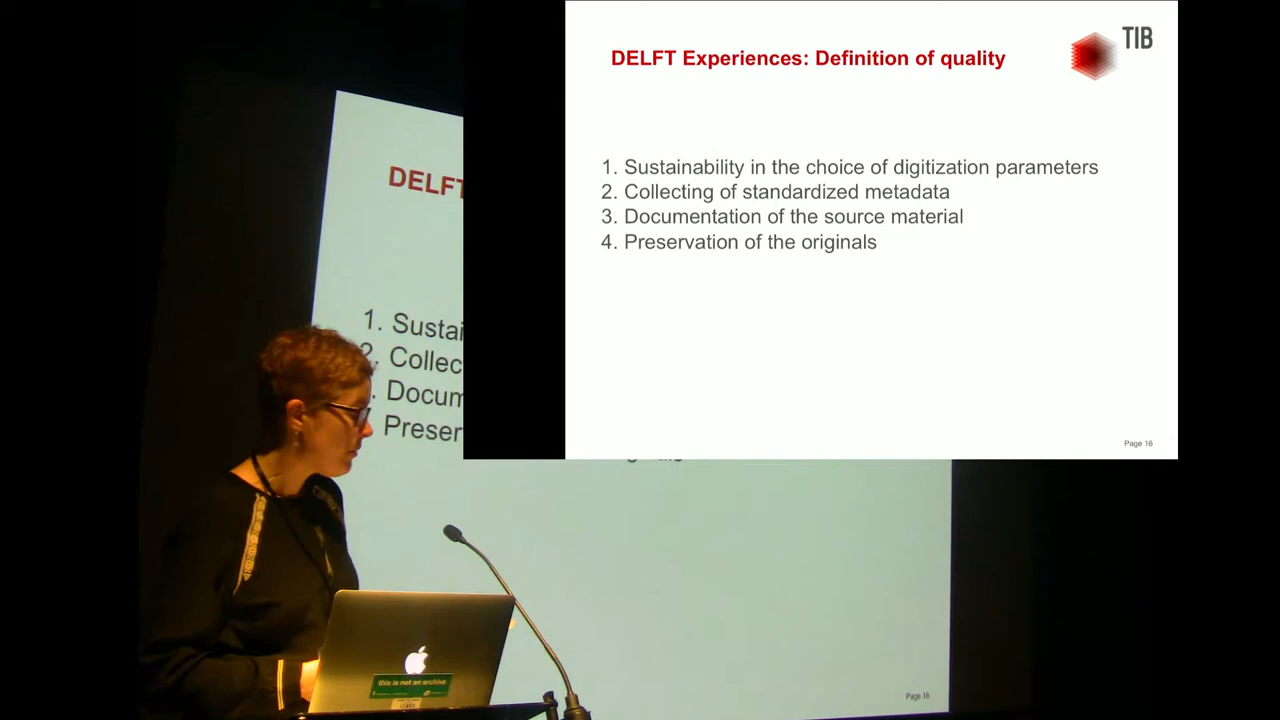 TIB
DELFT Experiences: Definition of quality
1. Sustainability in the choice of digitization parameters
2. Collecting of standardized metadata
3. Documentation of the source material
4. Preservation of the originals
Page 16
DELFT
1. Sustai
2. Collec
. Docum
Preser
this is not an archive
Page 16